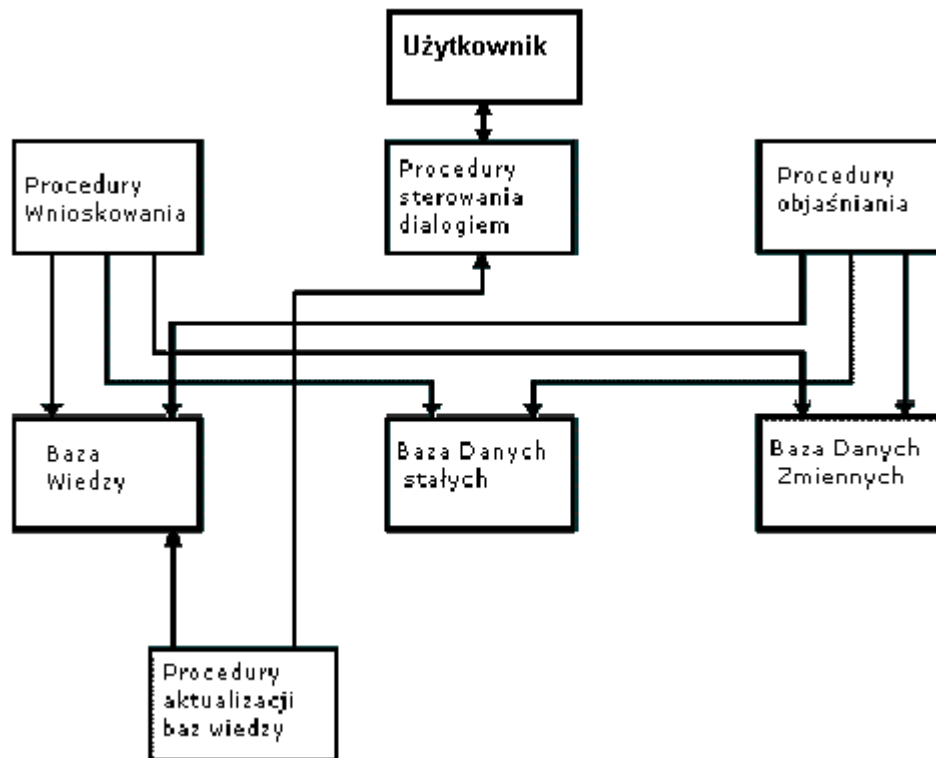 Użytkownik
Procedury
Wnioskowania
Procedury
sterowania
dialogiem
Procedury
objaśniania
Baza
Wiedzy
Baza Danych
stałych
Baza Danych
Zmiennych
Procedury
aktualizacji
baz wiedzy